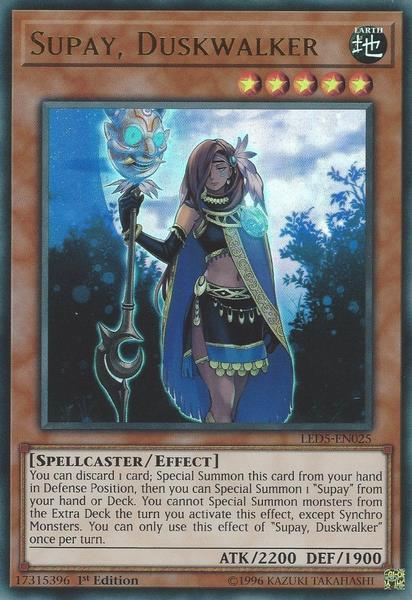 SUPAY, DUSKWALKER
EARTH
地
LED5-EN025
[SPELLCASTER/EFFECT]
You can discard 1 card; Special Summon this card from your hand
in Defense Position, then you can Special Summon 1 "Supay" from
your hand or Deck. You cannot Special Summon monsters from
the Extra Deck the turn you activate this effect, except Synchro
Monsters. You can only use this effect of "Supay, Duskwalker"
once per turn.
ATK/2200 DEF/1900
17315396 1st Edition ©1996 KAZUKI TAKAHASHI